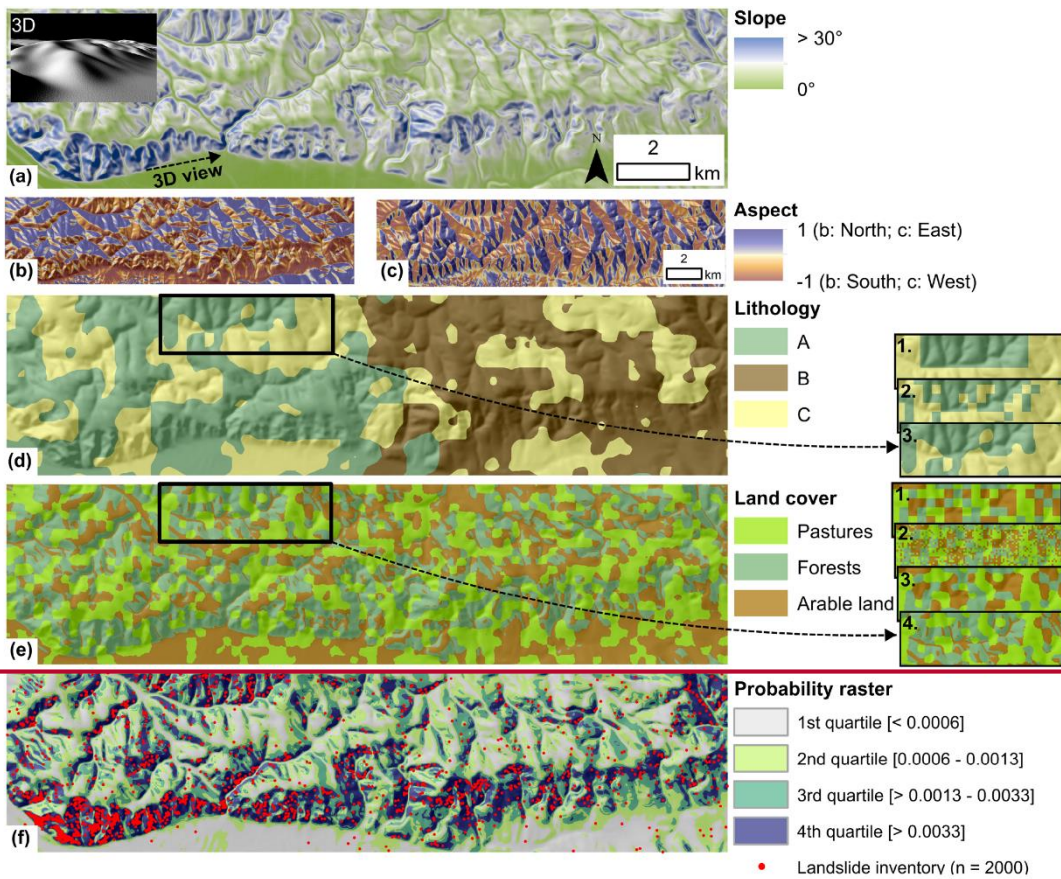 3D
Slope
> 30°
0°
N
2
km
3D view
(a)
Aspect
1 (b: North; c: East)
-1 (b: South; c: West)
(b)
(c)
2
km
Lithology
A
B
C
1.
2.
3.
(d)
Land cover
Pastures
Forests
Arable land
1.
2.
3.
4.
(e)
Probability raster
1st quartile [< 0.0006]
2nd quartile [0.0006 - 0.0013]
3rd quartile [> 0.0013 - 0.0033]
4th quartile [> 0.0033]
Landslide inventory (n = 2000)
(f)